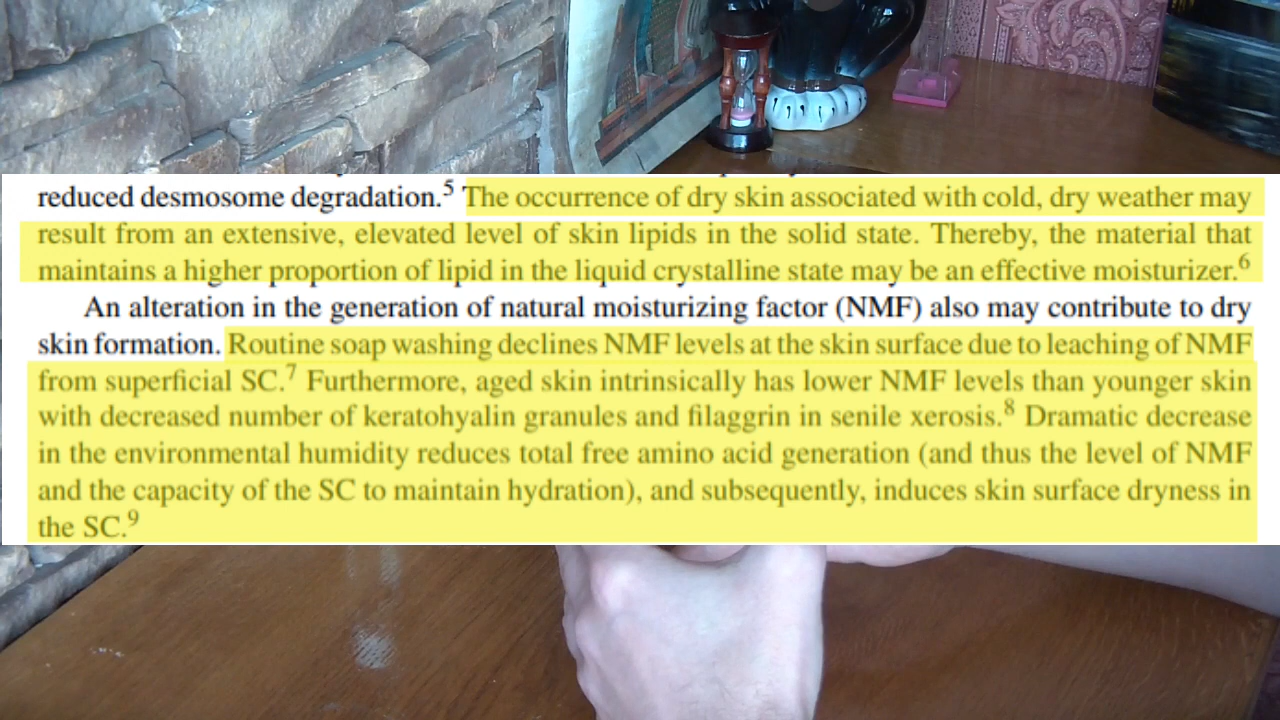 reduced desmosome degradation.5 The occurrence of dry skin associated with cold, dry weather may
result from an extensive, elevated level of skin lipids in the solid state. Thereby, the material that
maintains a higher proportion of lipid in the liquid crystalline state may be an effective moisturizer.6
An alteration in the generation of natural moisturizing factor (NMF) also may contribute to dry
skin formation. Routine soap washing declines NMF levels at the skin surface due to leaching of NMF
from superficial SC.7 Furthermore, aged skin intrinsically has lower NMF levels than younger skin
with decreased number of keratohyalin granules and filaggrin in senile xerosis.8 Dramatic decrease
in the environmental humidity reduces total free amino acid generation (and thus the level of NMF
and the capacity of the SC to maintain hydration), and subsequently, induces skin surface dryness in
the SC.9